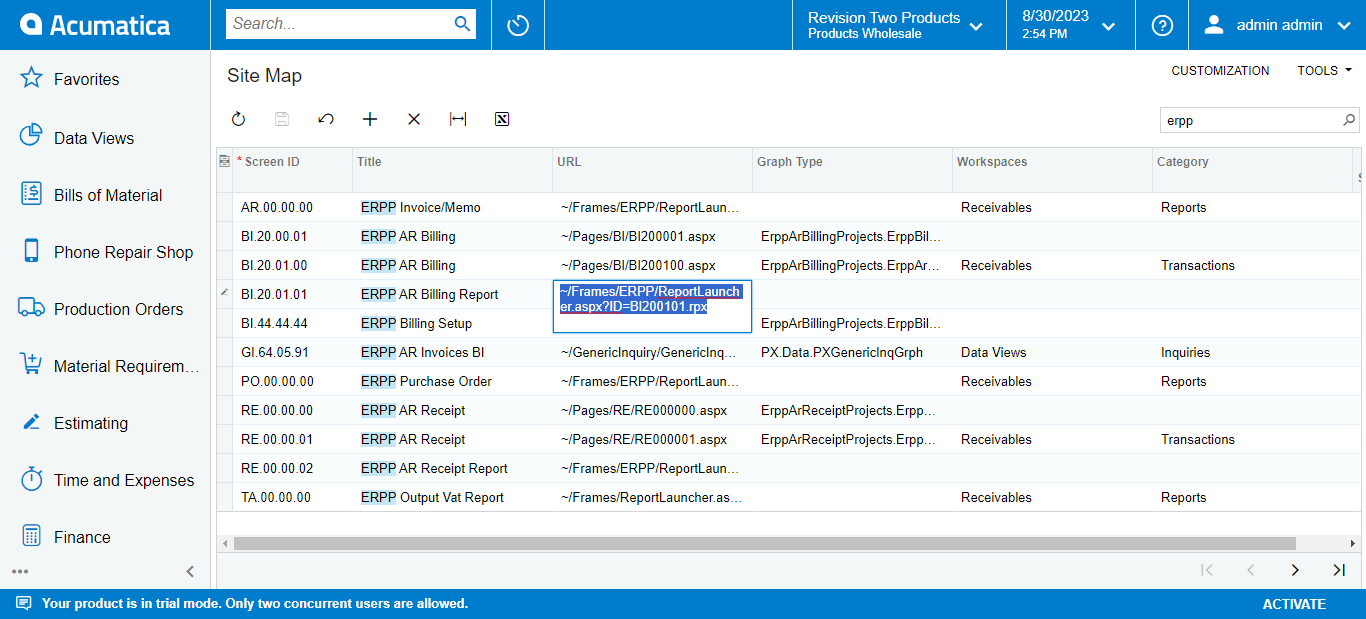 Acumatica
Search...
Revision Two Products
Products Wholesale
8/30/2023
2:54 PM
admin admin
Favorites
Data Views
Bills of Material
Phone Repair Shop
Production Orders
Material Requirem...
Estimating
Time and Expenses
Finance
Site Map
CUSTOMIZATION
TOOLS
erpp
* Screen ID Title URL Graph Type Workspaces Category
AR.00.00.00 ERPP Invoice/Memo ~/Frames/ERPP/ReportLaun... Receivables Reports
BI.20.00.01 ERPP AR Billing ~/Pages/BI/BI200001.aspx ErppArBillingProjects.ErppBil...
BI.20.01.00 ERPP AR Billing ~/Pages/BI/BI200100.aspx ErppArBillingProjects.ErppAr... Receivables Transactions
BI.20.01.01 ERPP AR Billing Report ~/Frames/ERPP/ReportLaunch
er.aspx?ID=BI200101.rpx
BI.44.44.44 ERPP Billing Setup ErppArBillingProjects.ErppBil...
GI.64.05.91 ERPP AR Invoices BI ~/GenericInquiry/GenericInq... PX.Data.PXGenericInqGrph Data Views Inquiries
PO.00.00.00 ERPP Purchase Order ~/Frames/ERPP/ReportLaun... Receivables Reports
RE.00.00.00 ERPP AR Receipt ~/Pages/RE/RE000000.aspx ErppArReceiptProjects.Erpp...
RE.00.00.01 ERPP AR Receipt ~/Pages/RE/RE000001.aspx ErppArReceiptProjects.Erpp... Receivables Transactions
RE.00.00.02 ERPP AR Receipt Report ~/Frames/ERPP/ReportLaun...
TA.00.00.00 ERPP Output Vat Report ~/Frames/ReportLauncher.as... Receivables Reports
Your product is in trial mode. Only two concurrent users are allowed.
ACTIVATE